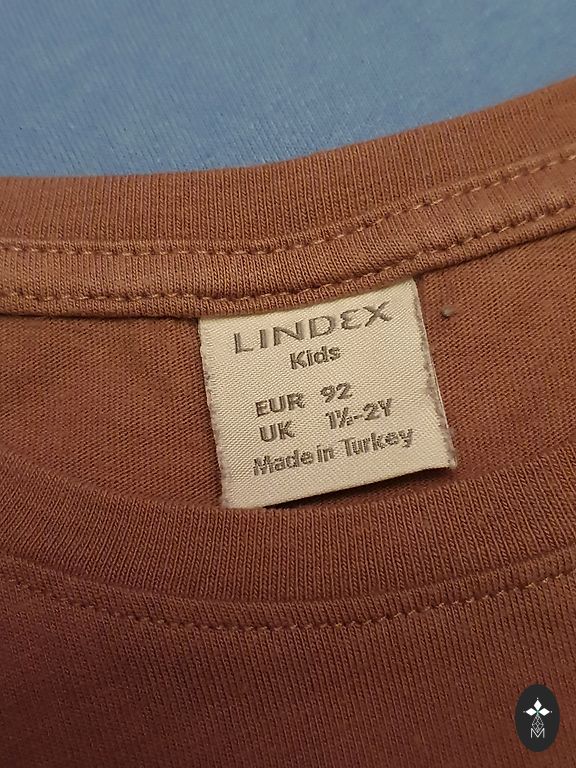 LINDEX
Kids
EUR 92
UK 1½-2Y
Made in Turkey
M